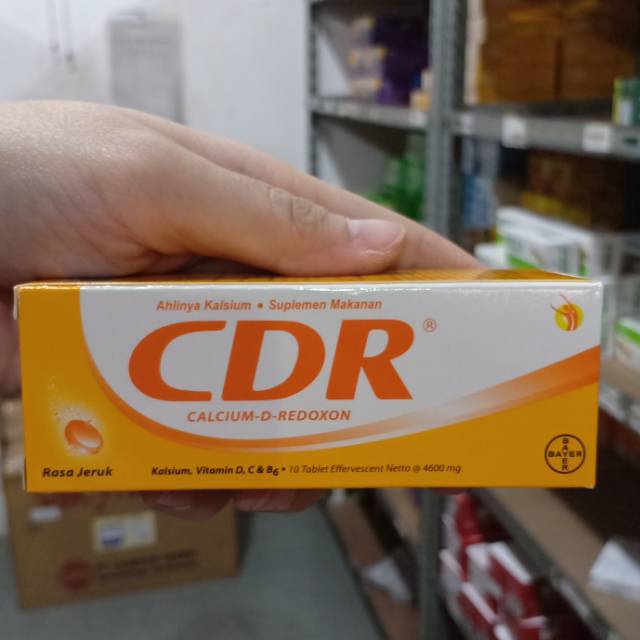 Ahlinya Kalsium • Suplemen Makanan
CDR®
CALCIUM-D-REDOXON
Rasa Jeruk
Kalsium, Vitamin D, C & B6 • 10 Tablet Effervescent Netto @ 4600 mg
BAYER
BAYER